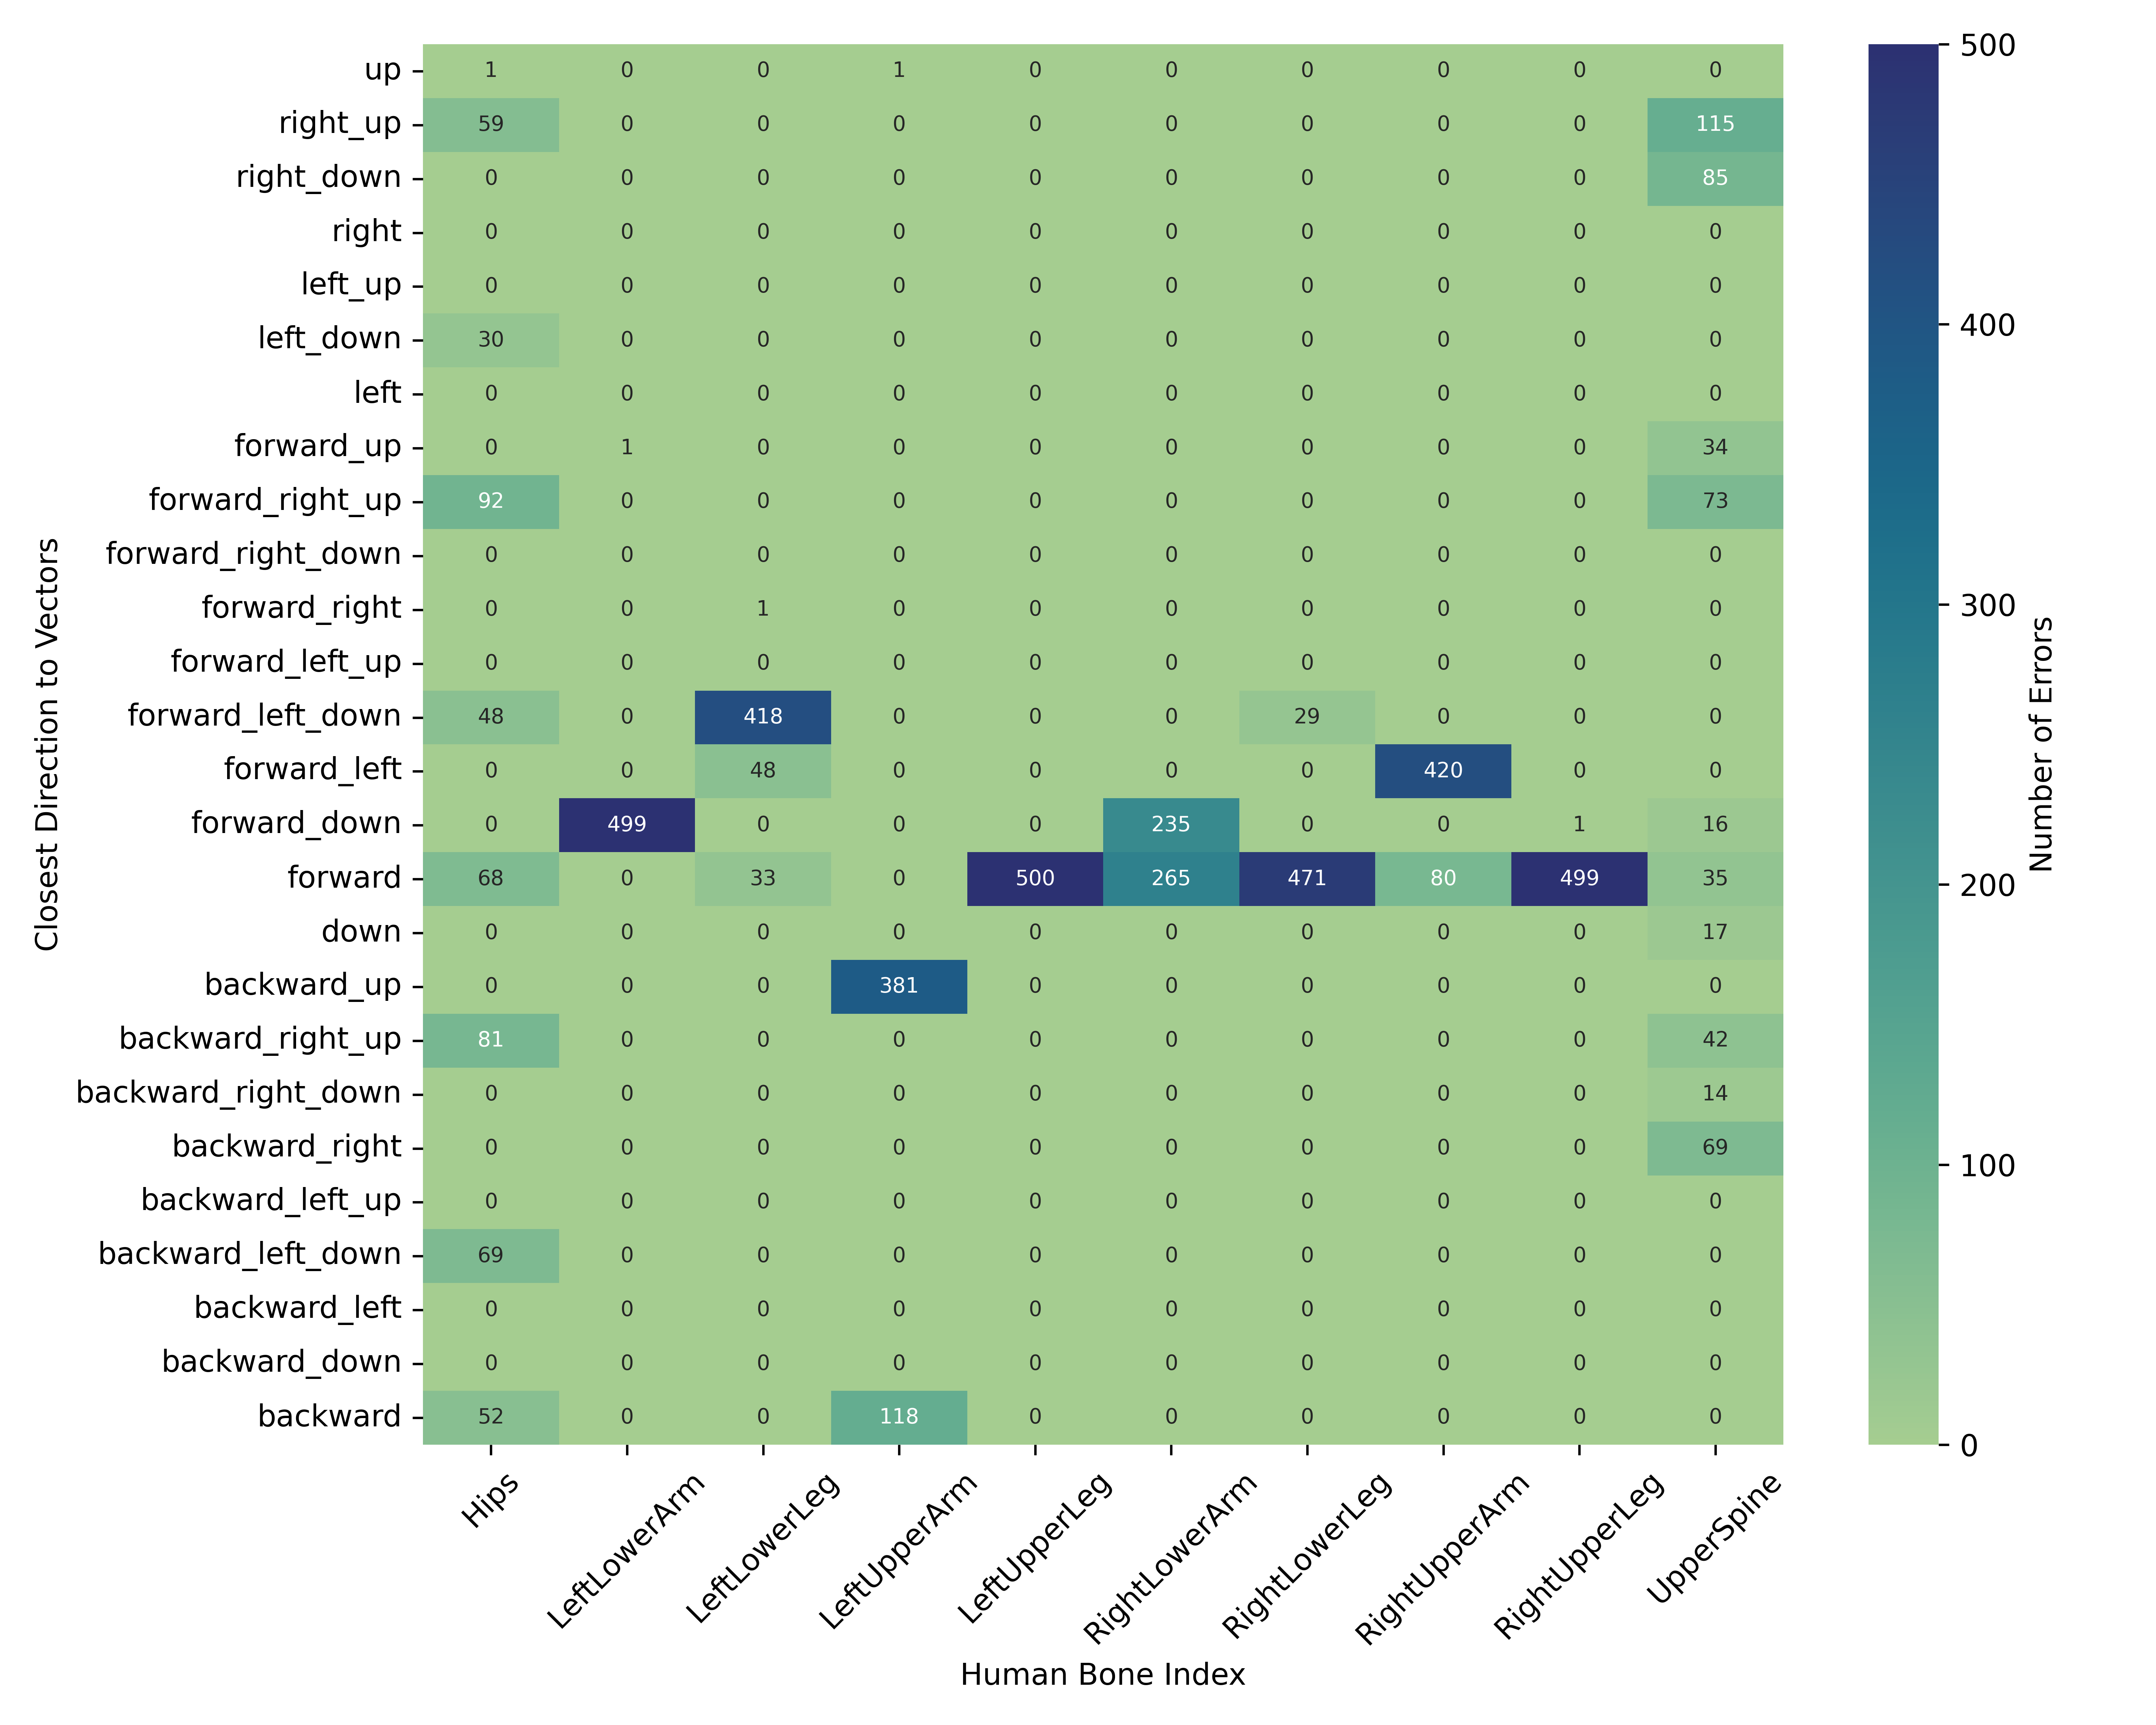 up 1 0 0 1 0 0 0 0 0 0
right_up 59 0 0 0 0 0 0 0 0 115
right_down 0 0 0 0 0 0 0 0 0 85
right 0 0 0 0 0 0 0 0 0 0
left_up 0 0 0 0 0 0 0 0 0 0
left_down 30 0 0 0 0 0 0 0 0 0
left 0 0 0 0 0 0 0 0 0 0
forward_up 0 1 0 0 0 0 0 0 0 34
forward_right_up 92 0 0 0 0 0 0 0 0 73
forward_right_down 0 0 0 0 0 0 0 0 0 0
forward_right 0 0 1 0 0 0 0 0 0 0
forward_left_up 0 0 0 0 0 0 0 0 0 0
forward_left_down 48 0 418 0 0 0 29 0 0 0
forward_left 0 0 48 0 0 0 0 420 0 0
forward_down 0 499 0 0 0 235 0 0 1 16
forward 68 0 33 0 500 265 471 80 499 35
down 0 0 0 0 0 0 0 0 0 17
backward_up 0 0 0 381 0 0 0 0 0 0
backward_right_up 81 0 0 0 0 0 0 0 0 42
backward_right_down 0 0 0 0 0 0 0 0 0 14
backward_right 0 0 0 0 0 0 0 0 0 69
backward_left_up 0 0 0 0 0 0 0 0 0 0
backward_left_down 69 0 0 0 0 0 0 0 0 0
backward_left 0 0 0 0 0 0 0 0 0 0
backward_down 0 0 0 0 0 0 0 0 0 0
backward 52 0 0 118 0 0 0 0 0 0
Closest Direction to Vectors
Hips
LeftLowerArm
LeftLowerLeg
LeftUpperArm
LeftUpperLeg
RightLowerArm
RightLowerLeg
RightUpperArm
RightUpperLeg
UpperSpine
Human Bone Index
500
400
300
200
100
0
Number of Errors